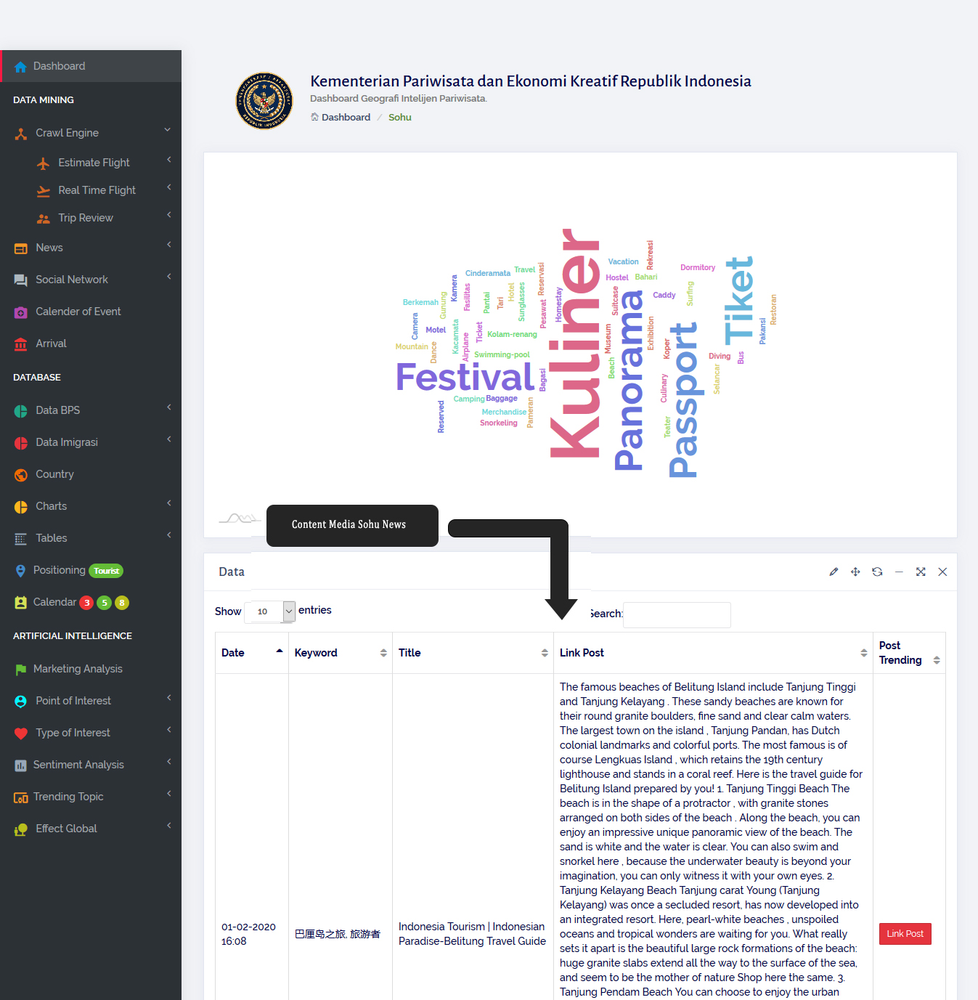 Dashboard
DATA MINING
Crawl Engine
Estimate Flight
Real Time Flight
Trip Review
News
Social Network
Calender of Event
Arrival
DATABASE
Data BPS
Data Imigrasi
Country
Charts
Tables
Positioning Tourist
Calendar 3 5 8
ARTIFICIAL INTELLIGENCE
Marketing Analysis
Point of Interest
Type of Interest
Sentiment Analysis
Trending Topic
Effect Global
Kementerian Pariwisata dan Ekonomi Kreatif Republik Indonesia
Dashboard Geografi Intelijen Pariwisata.
Dashboard / Sohu
REPUBLIK INDONESIA
Kuliner
Festival
Panorama
Passport
Tiket
Cinderamata
Travel
Reservasi
Vacation
Rekreasi
Hostel
Bahari
Dormitory
Kamera
Fasilitas
Hotel
Sunglasses
Pantai
Tari
Gunung
Berkemah
Homestay
Pesawat
Suitcase
Caddy
Surfing
Restoran
Pakansi
Camera
Motel
Kacamata
Ticket
Kolam-renang
Mountain
Dance
Airplane
Swimming-pool
Museum
Exhibition
Koper
Diving
Bus
Beach
Bagasi
Selancar
Culinary
Camping
Baggage
Pameran
Merchandise
Snorkeling
Reserved
Teater
Content Media Sohu News
Data
Show 10 entries
Search:
Date
Keyword
Title
Link Post
Post
Trending
01-02-2020
16:08
巴厘岛之旅, 旅游者
Indonesia Tourism | Indonesian
Paradise-Belitung Travel Guide
The famous beaches of Belitung Island include Tanjung Tinggi
and Tanjung Kelayang . These sandy beaches are known for
their round granite boulders, fine sand and clear calm waters.
The largest town on the island , Tanjung Pandan, has Dutch
colonial landmarks and colorful ports. The most famous is of
course Lengkuas Island , which retains the 19th century
lighthouse and stands in a coral reef. Here is the travel guide for
Belitung Island prepared by you! 1. Tanjung Tinggi Beach The
beach is in the shape of a protractor , with granite stones
arranged on both sides of the beach . Along the beach, you can
enjoy an impressive unique panoramic view of the beach. The
sand is white and the water is clear. You can also swim and
snorkel here , because the underwater beauty is beyond your
imagination, you can only witness it with your own eyes. 2.
Tanjung Kelayang Beach Tanjung carat Young (Tanjung
Kelayang) was once a secluded resort, has now developed into
an integrated resort. Here, pearl-white beaches , unspoiled
oceans and tropical wonders are waiting for you. What really
sets it apart is the beautiful large rock formations of the beach:
huge granite slabs extend all the way to the surface of the sea,
and seem to be the mother of nature Shop here the same. 3.
Tanjung Pendam Beach You can choose to enjoy the urban
Link Post